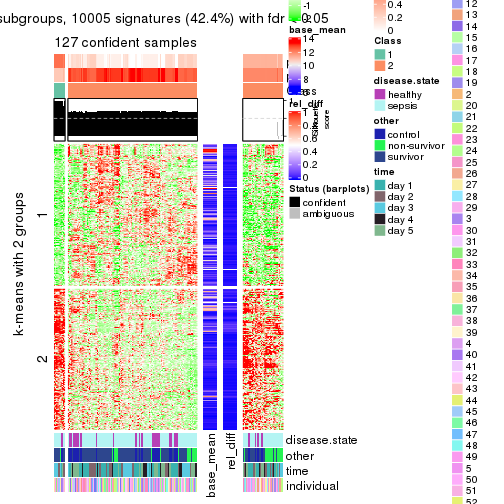 subgroups, 10005 signatures (42.4%) with fdr < 0.05
127 confident samples
k-means with 2 groups
1
2
base_mean
rel_diff
disease.state
other
time
individual
-1
base_mean
14
12
10
8
6
Class
rel_diff
1
0.8
0.6
0.4
0.2
0
score
Status (barplots)
confident
ambiguous
0.4
0.2
0
Class
1
2
disease.state
healthy
sepsis
other
control
non-survivor
survivor
time
day 1
day 2
day 3
day 4
day 5
12
13
14
15
16
17
18
19
2
20
21
22
23
24
25
26
27
28
29
3
30
31
32
33
34
35
36
37
38
39
4
40
41
42
43
44
45
46
47
48
49
5
50
51
52